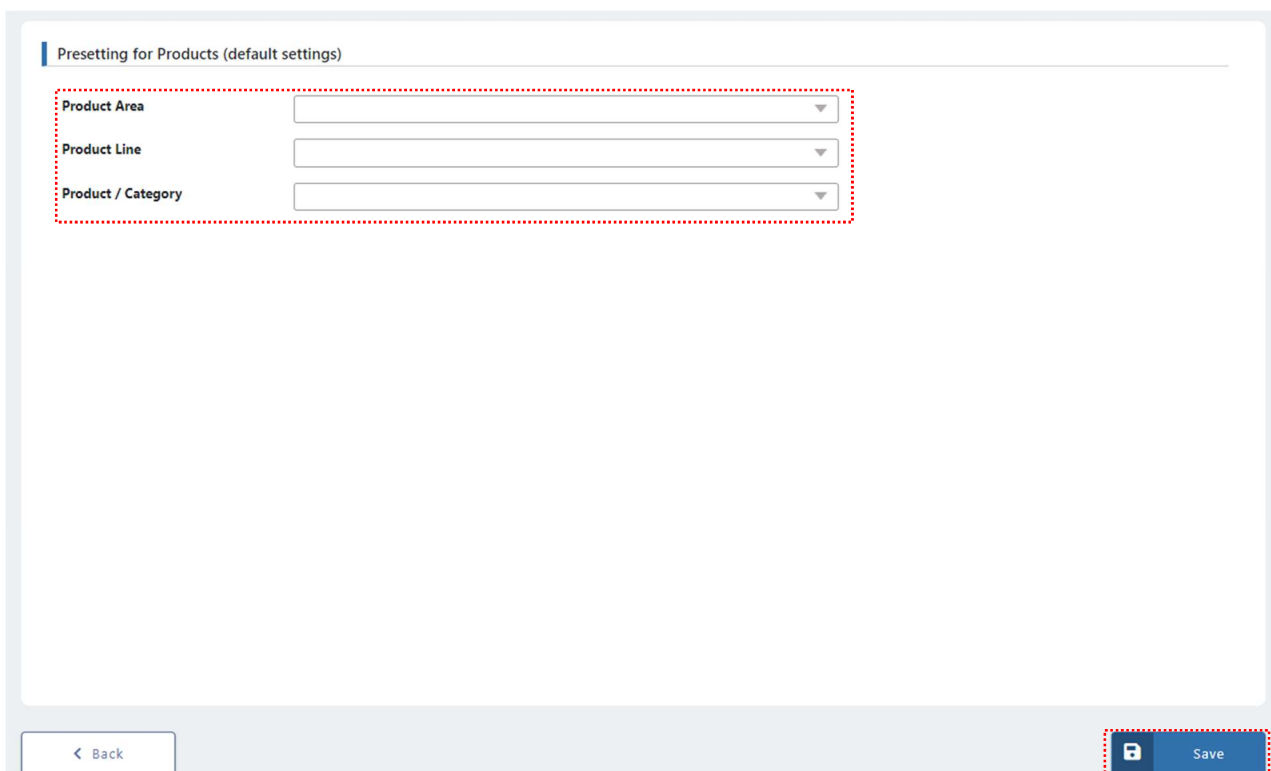 Presetting for Products (default settings)
Product Area
Product Line
Product / Category
Back
Save